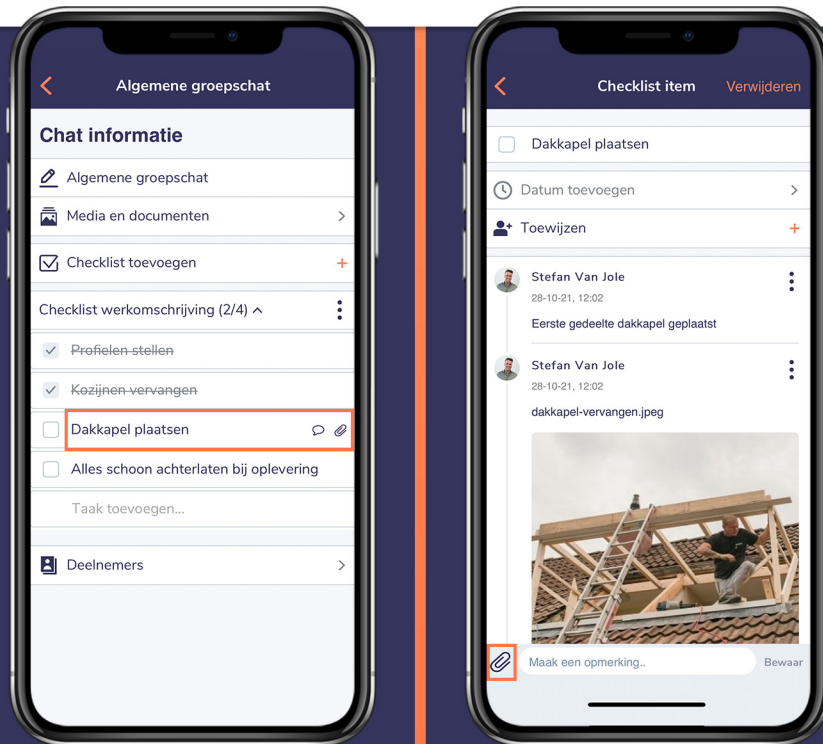 Algemene groepschat
Chat informatie
Algemene groepschat
Media en documenten
Checklist toevoegen
Checklist werkomschrijving (2/4)
Profielen stellen
Kozijnen vervangen
Dakkapel plaatsen
Alles schoon achterlaten bij oplevering
Taak toevoegen...
Deelnemers
Checklist item
Verwijderen
Dakkapel plaatsen
Datum toevoegen
Toewijzen
Stefan Van Jole
28-10-21, 12:02
Eerste gedeelte dakkapel geplaatst
Stefan Van Jole
28-10-21, 12:02
dakkapel-vervangen.jpeg
Maak een opmerking..
Bewaar